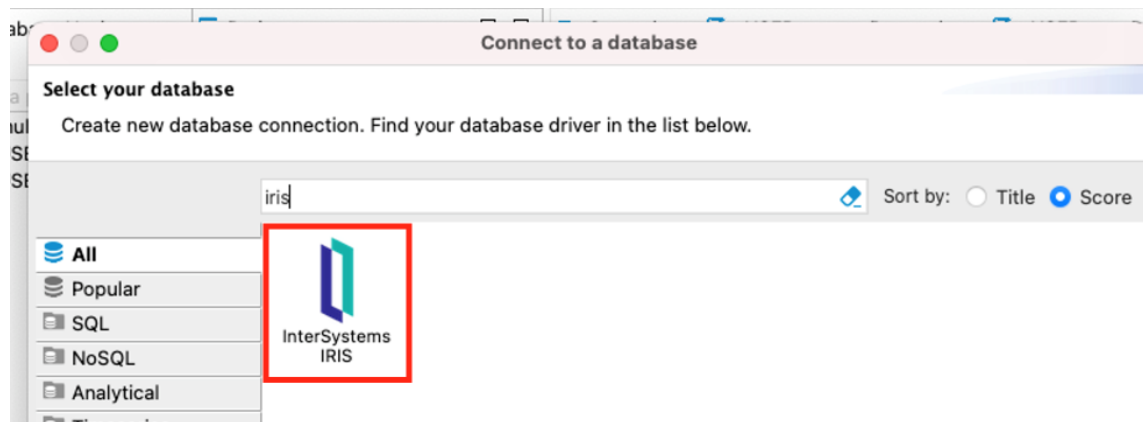 Connect to a database
Select your database
Create new database connection. Find your database driver in the list below.
iris
Sort by: Title Score
All
Popular
SQL
NoSQL
Analytical
InterSystems
IRIS